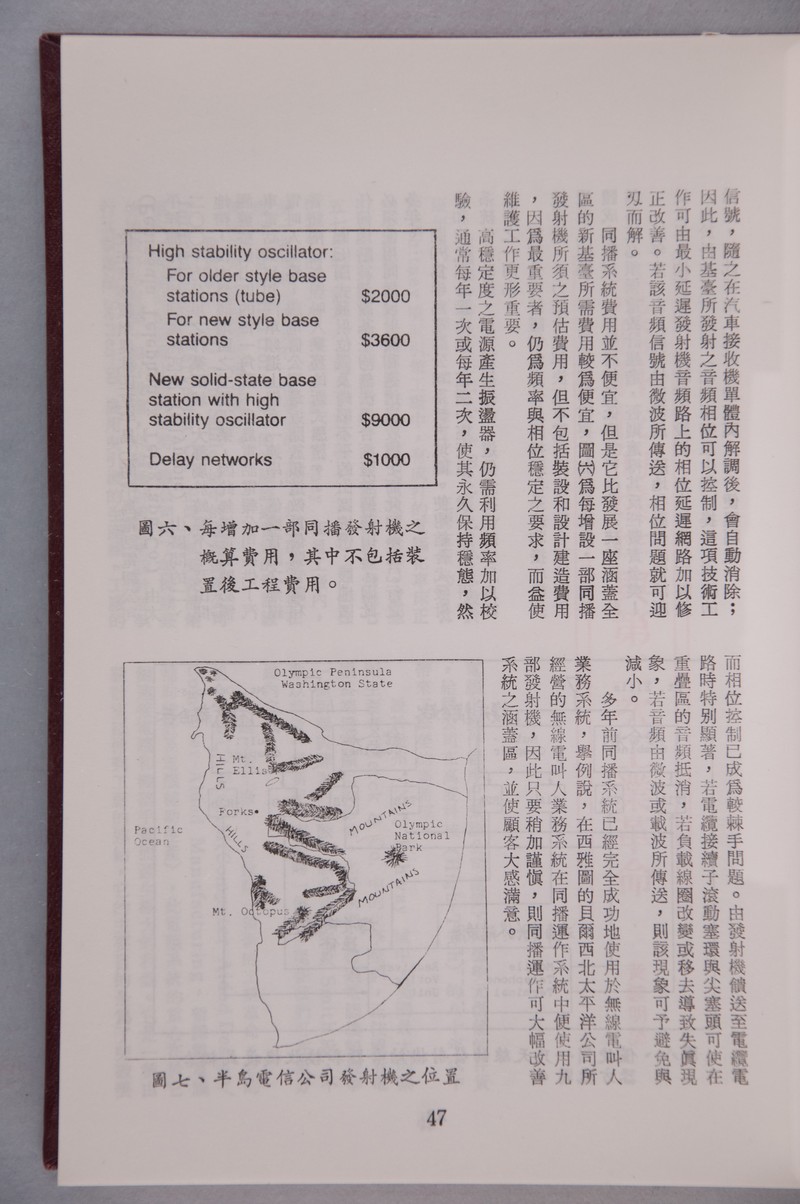 信號，隨之在汽車接收機單體內解調後，會自動消除；
因此，由基臺所發射之音頻相位可以控制，這項技術工
作可由最小延遲發射機音頻路上的相位延遲網路加以修
正改善。若該音頻信號由微波所傳送，相位問題就可迎
刃而解。
同播系統費用並不便宜，但是它比發展一座涵蓋全
區的新基臺所需費用較爲便宜，圖㈥爲每增設一部同播
發射機所須之預估費用，但不包括裝設和設計建造費用
，因爲最重要者，仍爲頻率與相位穩定之要求，而益使
維護工作更形重要。
高穩定度之電源產生振盪器，仍需利用頻率加以校
驗，通常每年一次或每年二次，使其永久保持穩態，然
High stability oscillator:
For older style base
stations (tube) $2000
For new style base
stations $3600
New solid-state base
station with high
stability oscillator $9000
Delay networks $1000
圖六、每增加一部同播發射機之
概算費用，其中不包括裝
置後工程費用。
而相位控制已成爲較棘手問題。由發射機饋送至電纜電
路時特別顯著，若電纜接續子滾動塞環與尖塞頭可使在
重疊區的音頻抵消，若負載線圈改變或移去導致失眞現
象，若音頻由微波或載波所傳送，則該現象可予避免與
減小。
多年前同播系統已經完全成功地使用於無線電叫人
業務系統，舉例說，在西雅圖的貝爾西北太平洋公司所
經營的無線電叫人業務系統在同播運作系統中便使用九
部發射機，因此只要稍加謹愼，則同播運作可大幅改善
系統之涵蓋區，並使顧客大感滿意。
Olympic Peninsula
Washington State
HILLS
Mt.
Ellis
Forks
HILLS
MOUNTAINS
Olympic
National
Park
Pacific
Ocean
MOUNTAINS
Mt. Octopus
圖七、半島電信公司發射機之位置
47